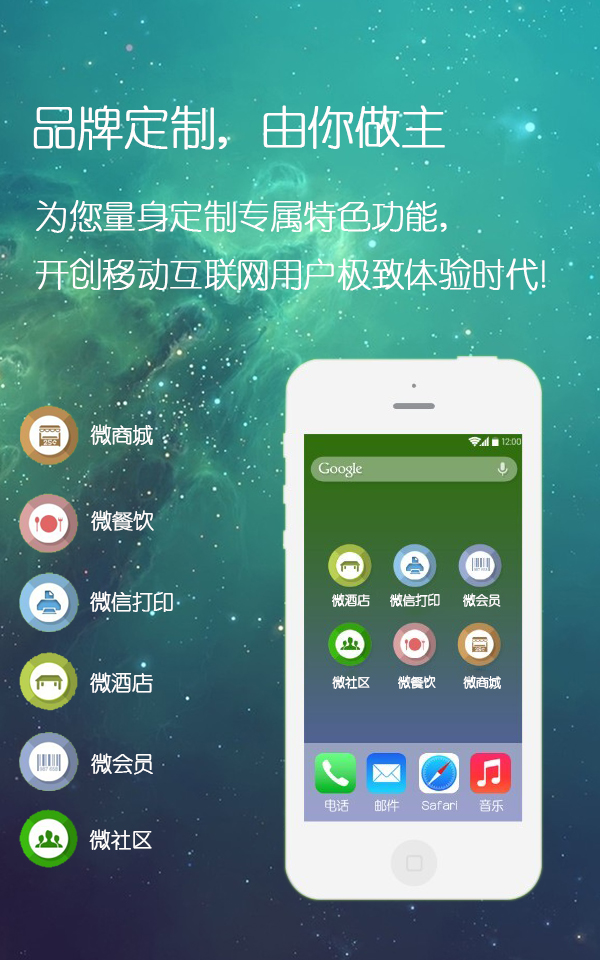 品牌定制，由你做主
为您量身定制专属特色功能，
开创移动互联网用户极致体验时代!
微商城
微餐饮
微信打印
微酒店
微会员
微社区
12:00
Google
微酒店 微信打印 微会员
微社区 微餐饮 微商城
电话 邮件 Safari 音乐
25¢